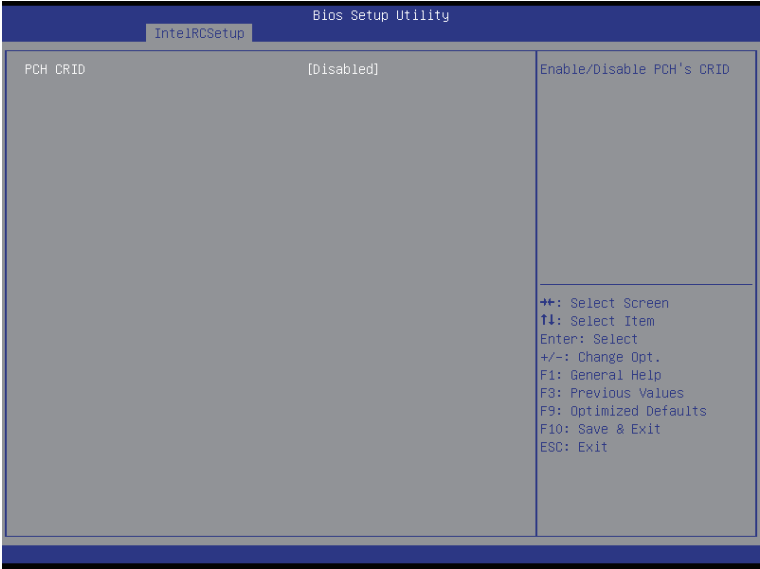 Bios Setup Utility
IntelRCSetup
PCH CRID [Disabled]
Enable/Disable PCH's CRID
→←: Select Screen
↑↓: Select Item
Enter: Select
+/-: Change Opt.
F1: General Help
F3: Previous Values
F9: Optimized Defaults
F10: Save & Exit
ESC: Exit